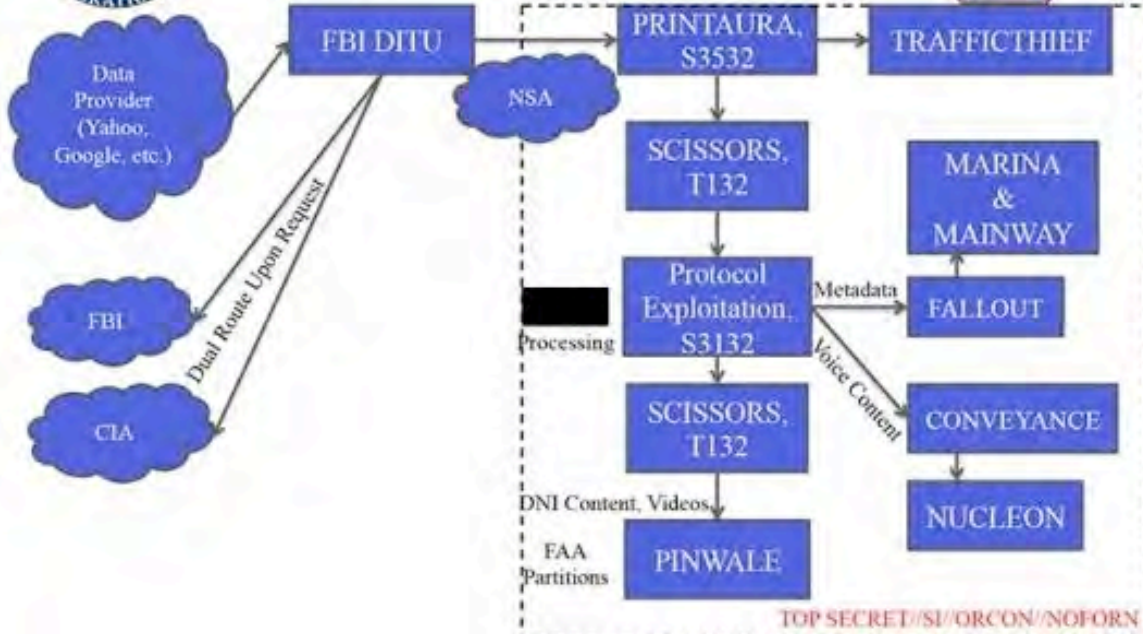 FBI DITU
PRINTAURA,
S3532
TRAFFICTHIEF
Data
Provider
(Yahoo,
Google, etc.)
NSA
SCISSORS,
T132
MARINA
&
MAINWAY
Dual Route Upon Request
FBI
Processing
Protocol
Exploitation,
S3132
Metadata
FALLOUT
Voice Content
CIA
SCISSORS,
T132
CONVEYANCE
DNI Content, Videos
NUCLEON
FAA
Partitions
PINWALE
TOP SECRET//SI//ORCON//NOFORN